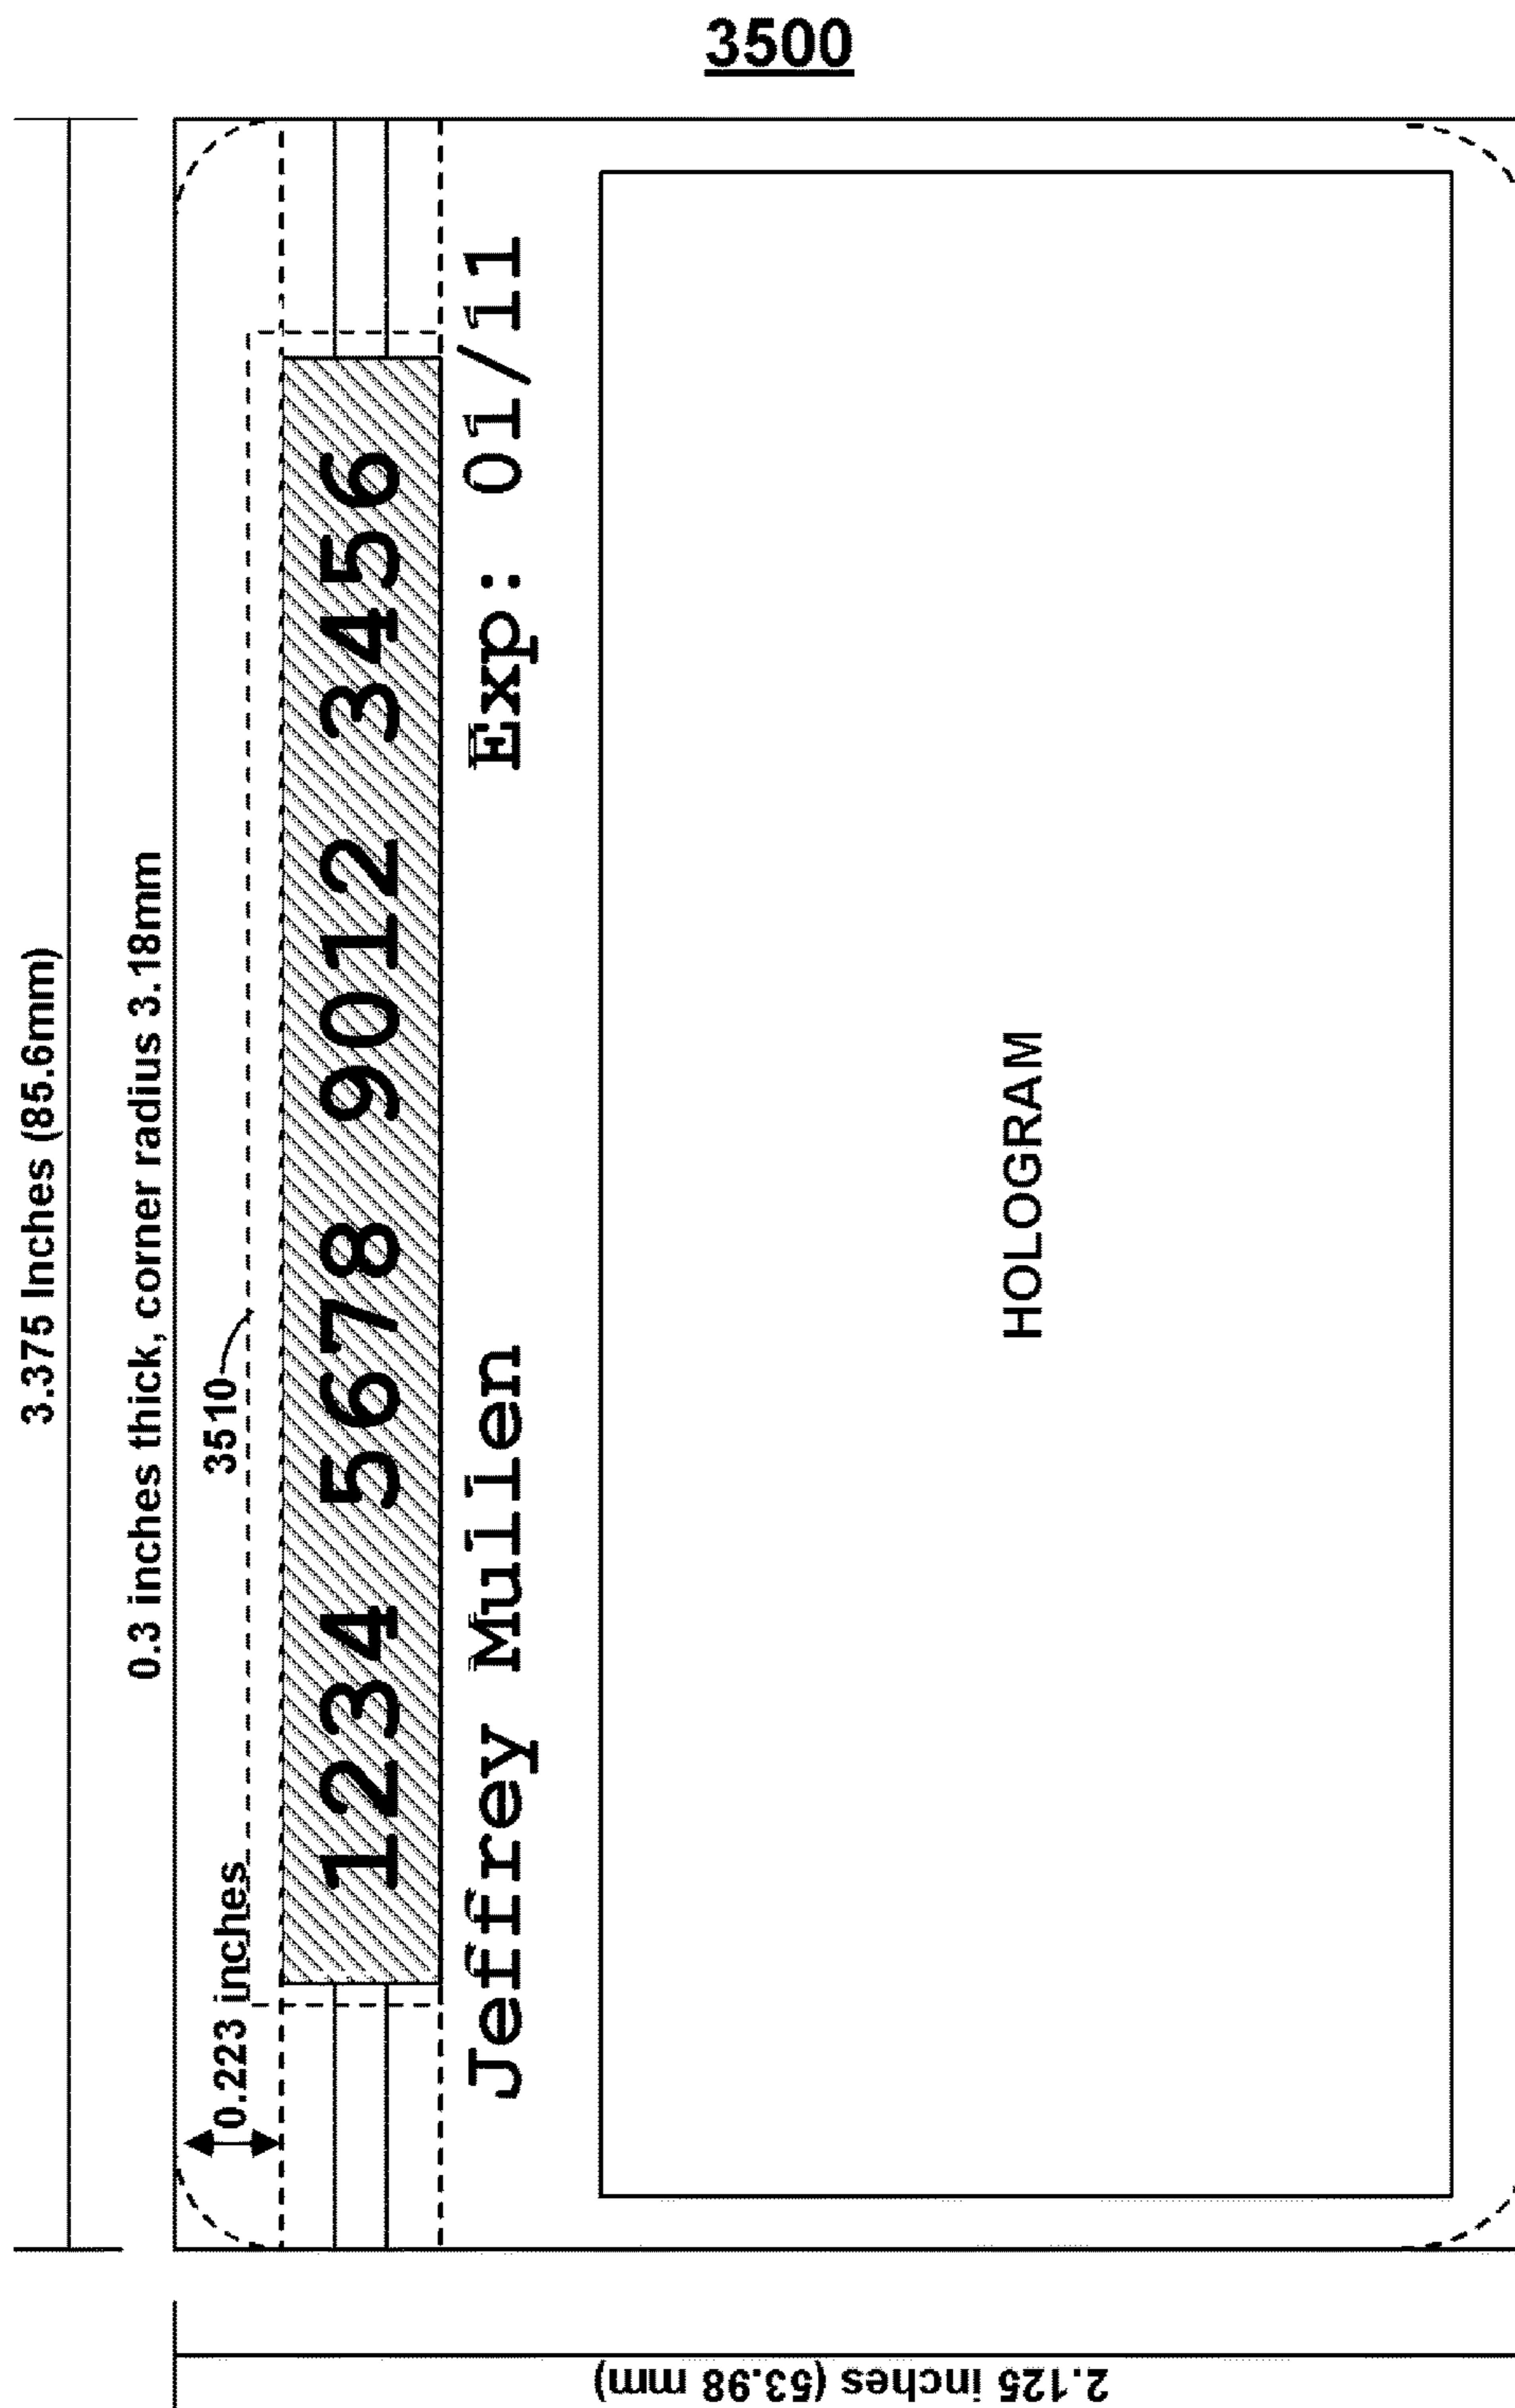 3500
3.375 Inches (85.6mm)
0.3 inches thick, corner radius 3.18mm
0.223 inches
3510
1234 5678 9012 3456
Jeffrey Mullen Exp: 01/11
HOLOGRAM
2.125 inches (53.98 mm)